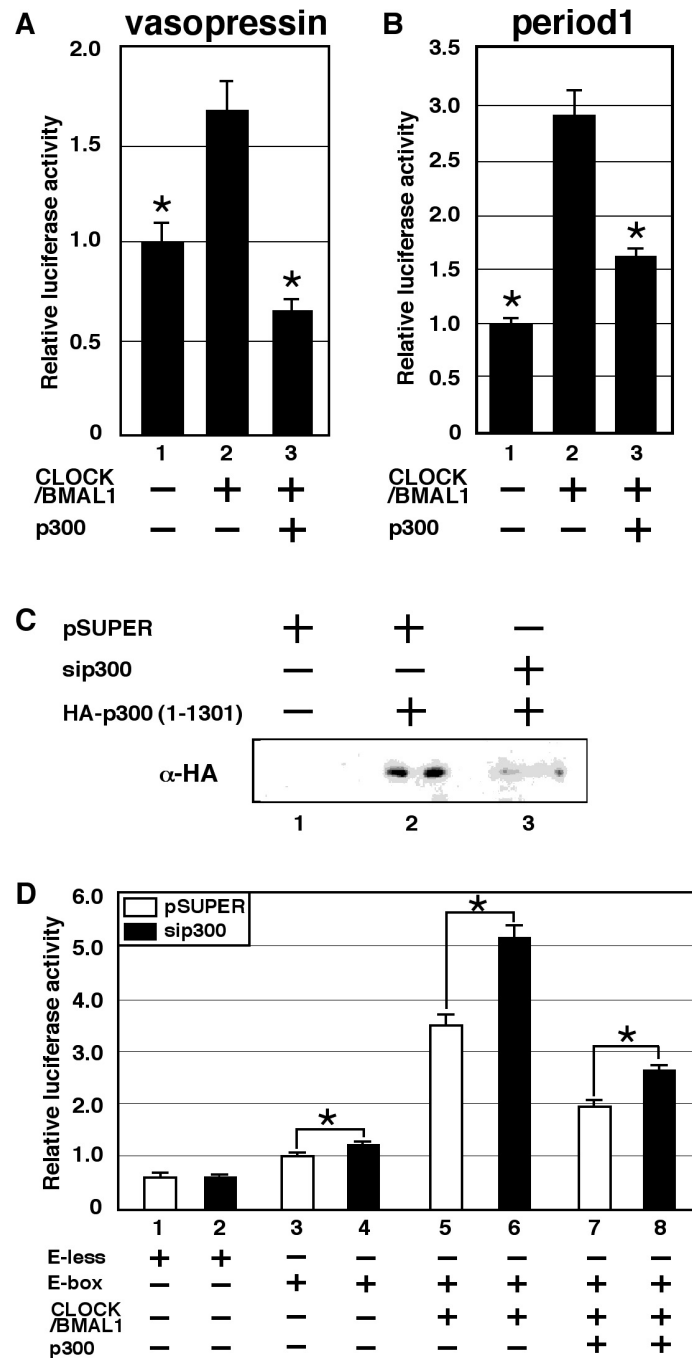 A vasopressin
Relative luciferase activity
2.0
1.5
1.0
0.5
0
*
*
1 2 3
CLOCK /BMAL1 − + +
p300 − − +
B period1
Relative luciferase activity
3.5
3.0
2.5
2.0
1.5
1.0
0.5
0
*
*
1 2 3
CLOCK /BMAL1 − + +
p300 − − +
C
pSUPER + + −
sip300 − − +
HA-p300 (1-1301) − + +
α-HA
1 2 3
D
Relative luciferase activity
6.0
5.0
4.0
3.0
2.0
1.0
0
pSUPER
sip300
*
*
*
1 2 3 4 5 6 7 8
E-less + + − − − − − −
E-box − − + + + + + +
CLOCK /BMAL1 − − − − + + + +
p300 − − − − − − + +